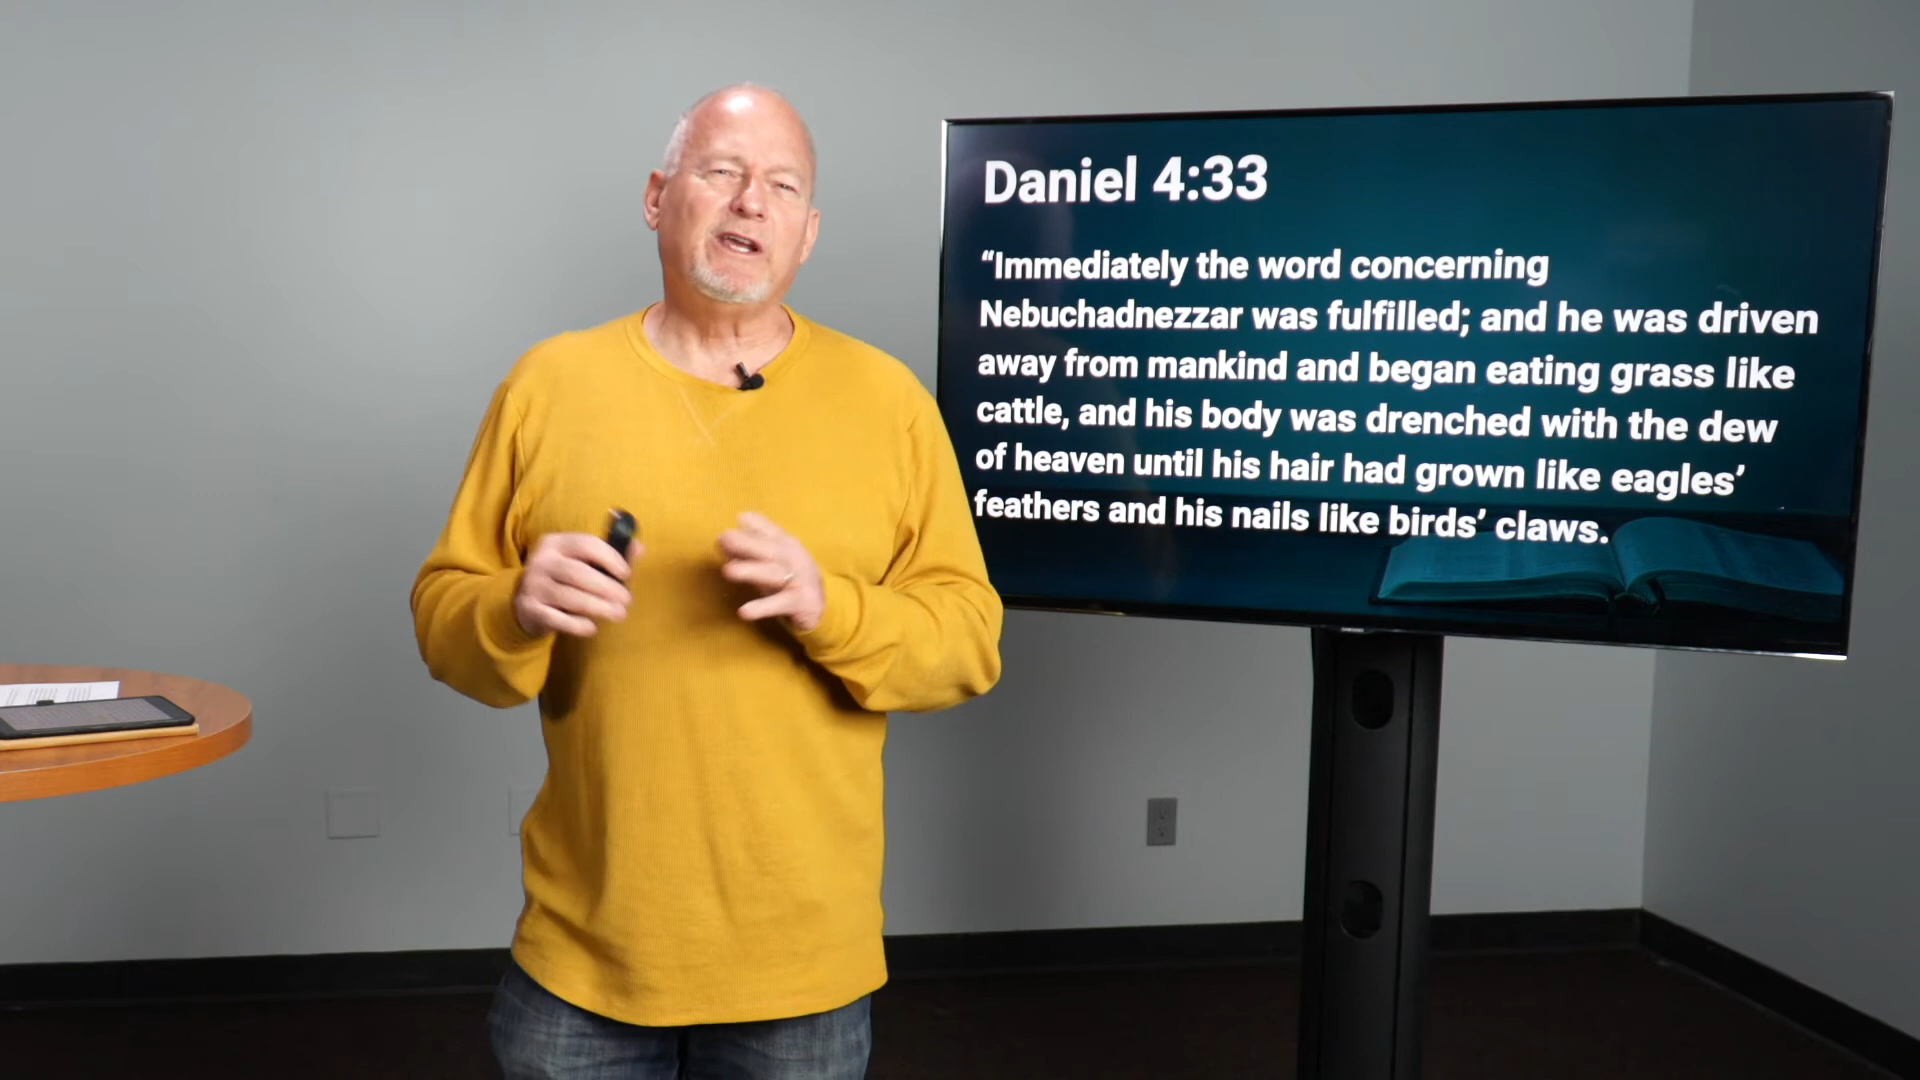 Daniel 4:33
“Immediately the word concerning
Nebuchadnezzar was fulfilled; and he was driven
away from mankind and began eating grass like
cattle, and his body was drenched with the dew
of heaven until his hair had grown like eagles’
feathers and his nails like birds’ claws.